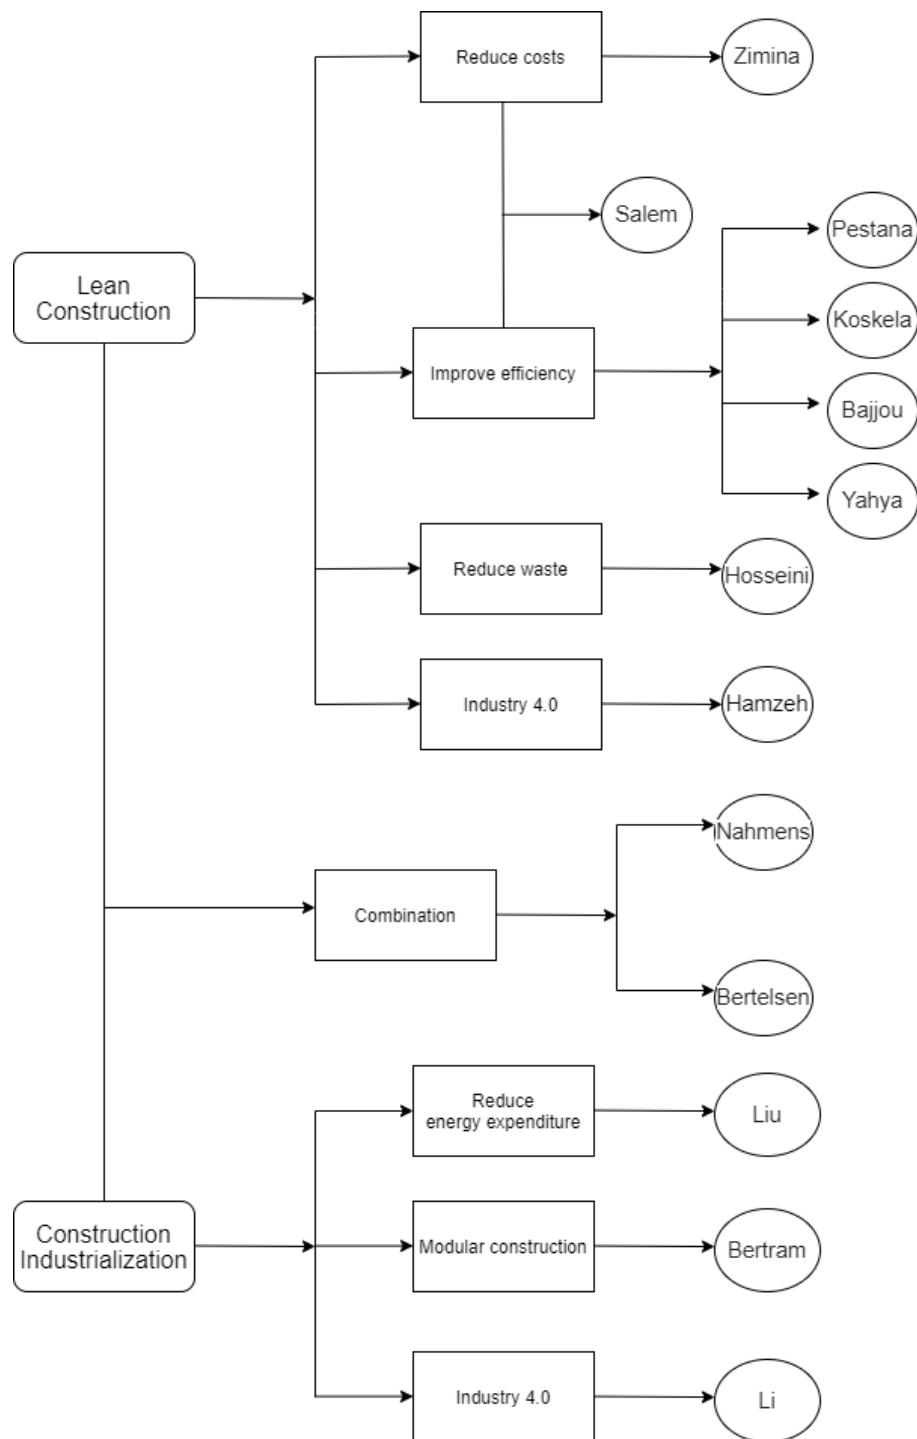 Reduce costs
Zimina
Salem
Pestana
Lean
Construction
Koskela
Improve efficiency
Bajjou
Yahya
Reduce waste
Hosseini
Industry 4.0
Hamzeh
Nahmens
Combination
Bertelsen
Reduce
energy expenditure
Liu
Construction
Industrialization
Modular construction
Bertram
Industry 4.0
Li